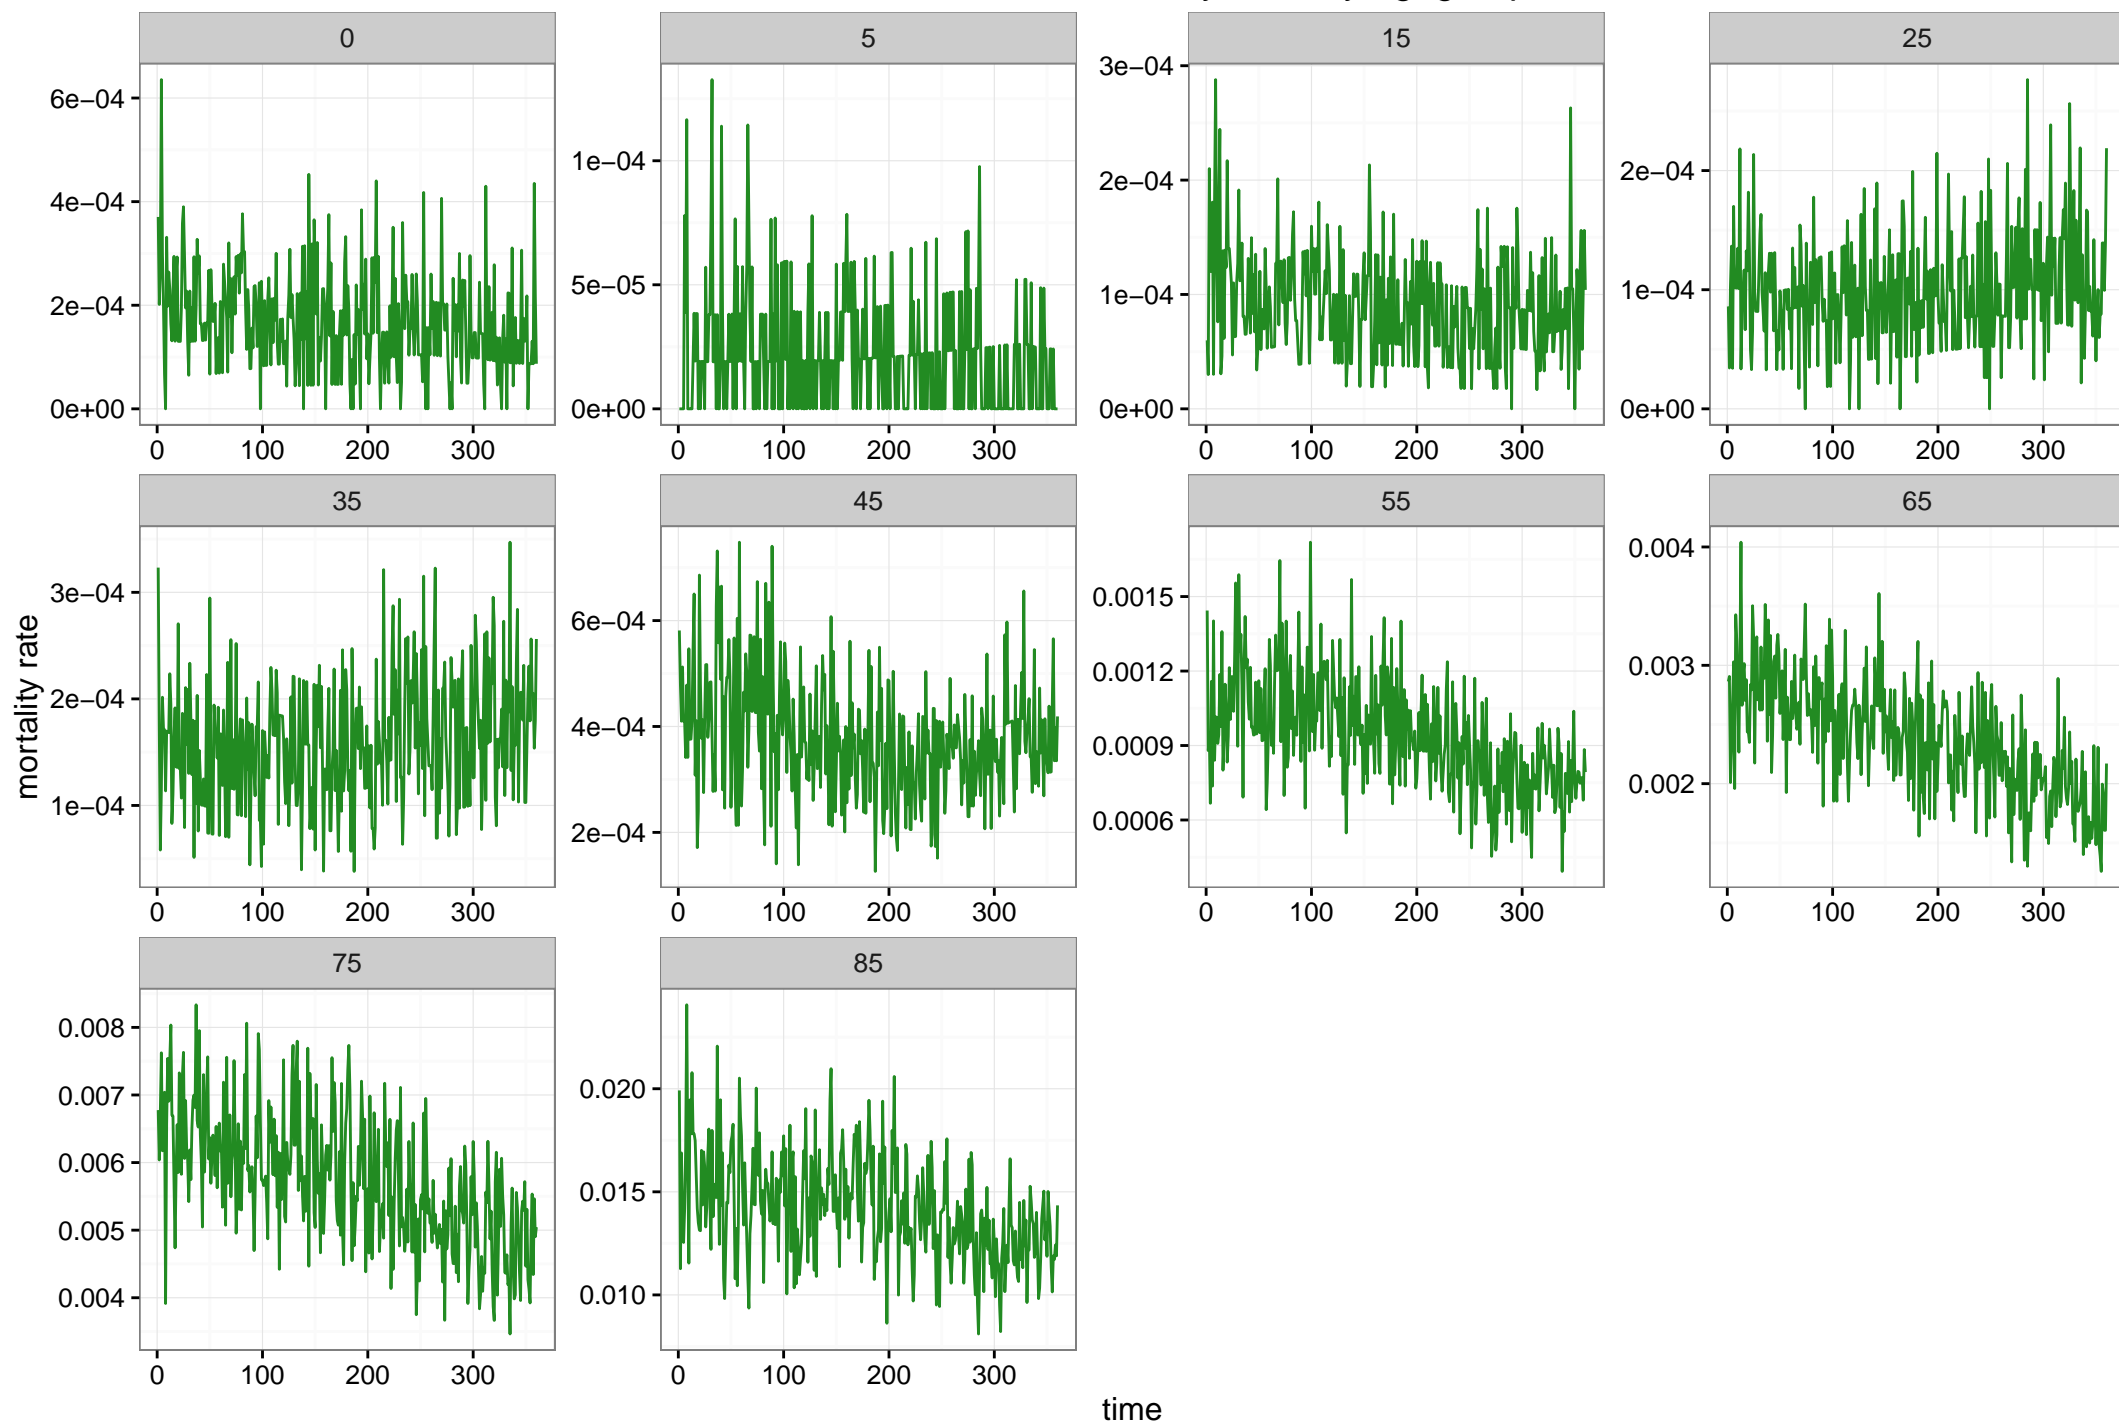 0 5 15 25
6e−04
4e−04
2e−04
0e+00
1e−04
5e−05
0e+00
3e−04
2e−04
1e−04
0e+00
2e−04
1e−04
0e+00
0 100 200 300 0 100 200 300 0 100 200 300 0 100 200 300
35 45 55 65
mortality rate
3e−04
2e−04
1e−04
6e−04
4e−04
2e−04
0.0015
0.0012
0.0009
0.0006
0.004
0.003
0.002
0 100 200 300 0 100 200 300 0 100 200 300 0 100 200 300
75 85
0.008
0.007
0.006
0.005
0.004
0.020
0.015
0.010
0 100 200 300 0 100 200 300
time